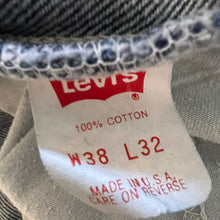 Levi's
100% COTTON
W38 L32
MADE IN U.S.A.
CARE ON REVERSE